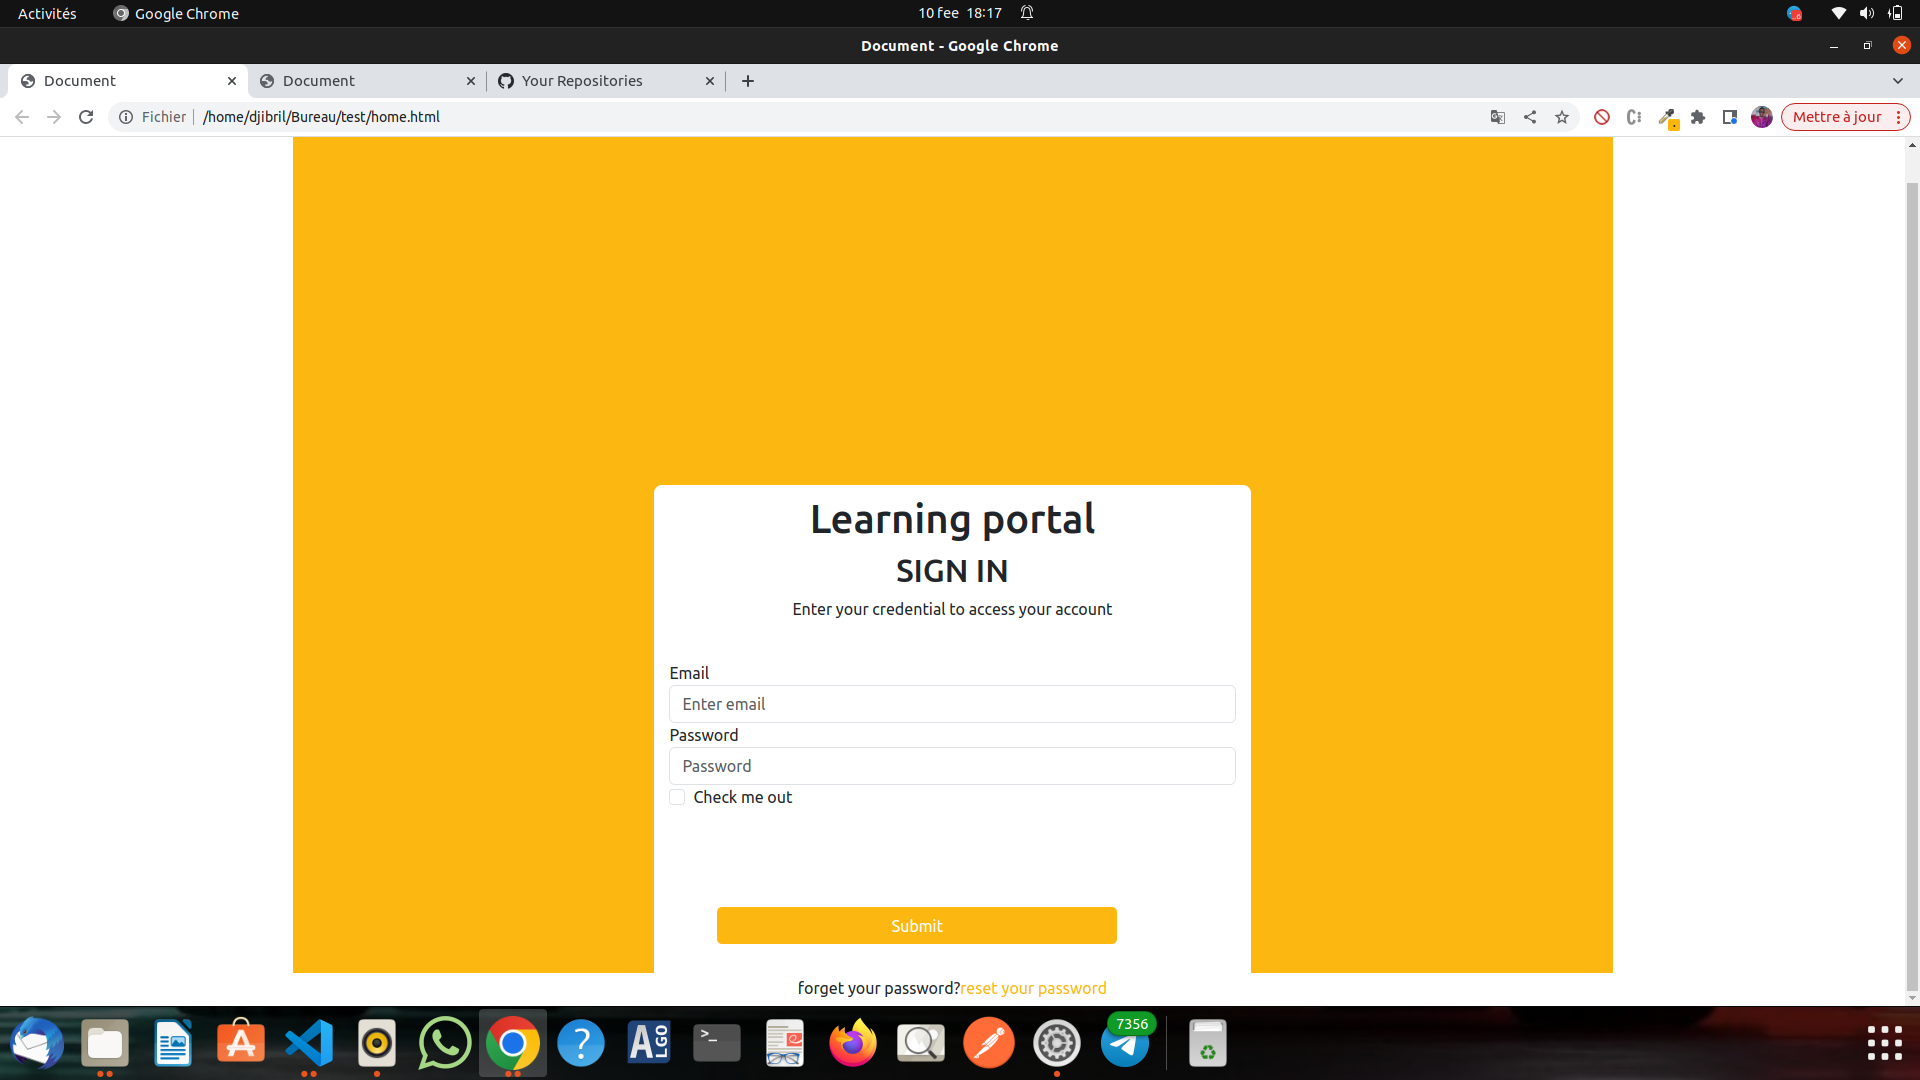 Activités Google Chrome 10 fee 18:17
Document - Google Chrome
Document Document Your Repositories
Fichier /home/djibril/Bureau/test/home.html Mettre à jour
Learning portal
SIGN IN
Enter your credential to access your account
Email
Enter email
Password
Password
Check me out
Submit
forget your password?reset your password
7356
ALGO